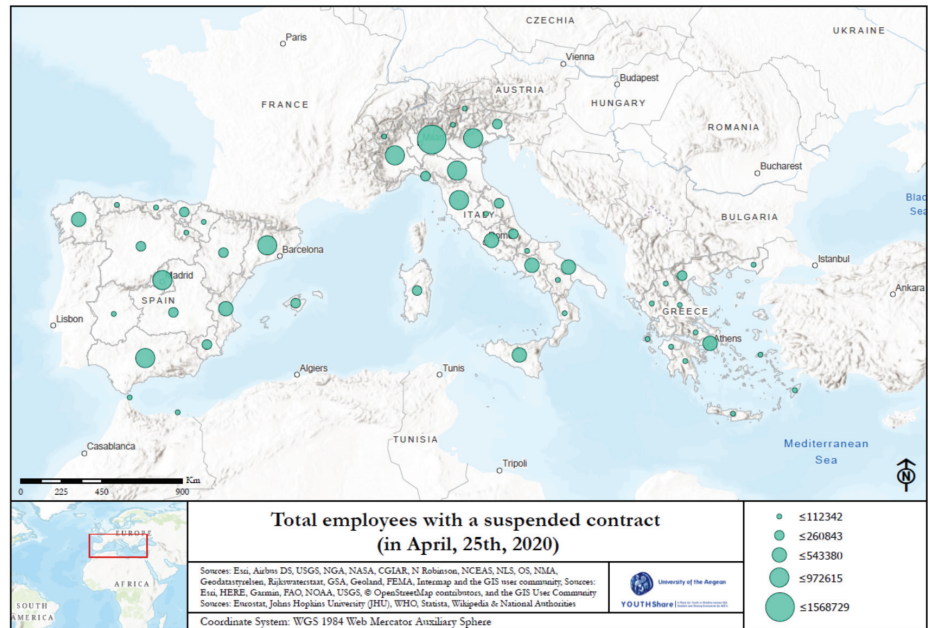 CZECHIA
UKRAINE
Paris
Vienna
Budapest
AUSTRIA
FRANCE
HUNGARY
ROMANIA
Bucharest
Black
Sea
BULGARIA
ITALY
Rome
Barcelona
Istanbul
Madrid
Ankara
SPAIN
GREECE
Lisbon
Athens
Algiers
Tunis
TUNISIA
Casablanca
Mediterranean
Sea
Tripoli
Km
0 225 450 900
N
EUROPE
AFRICA
SOUTH
AMERICA
Total employees with a suspended contract
(in April, 25th, 2020)
Sources: Esri, Airbus DS, USGS, NGA, NASA, CGIAR, N Robinson, NCEAS, NLS, OS, NMA,
Geodatastyrelsen, Rijkswaterstaat, GSA, Geoland, FEMA, Intermap and the GIS user community, Sources:
Esri, HERE, Garmin, FAO, NOAA, USGS, © OpenStreetMap contributors, and the GIS User Community
Sources: Eurostat, Johns Hopkins University (JHU), WHO, Statista, Wikipedia & National Authorities
Coordinate System: WGS 1984 Web Mercator Auxiliary Sphere
University of the Aegean
YOUTHShare
≤112342
≤260843
≤543380
≤972615
≤1568729